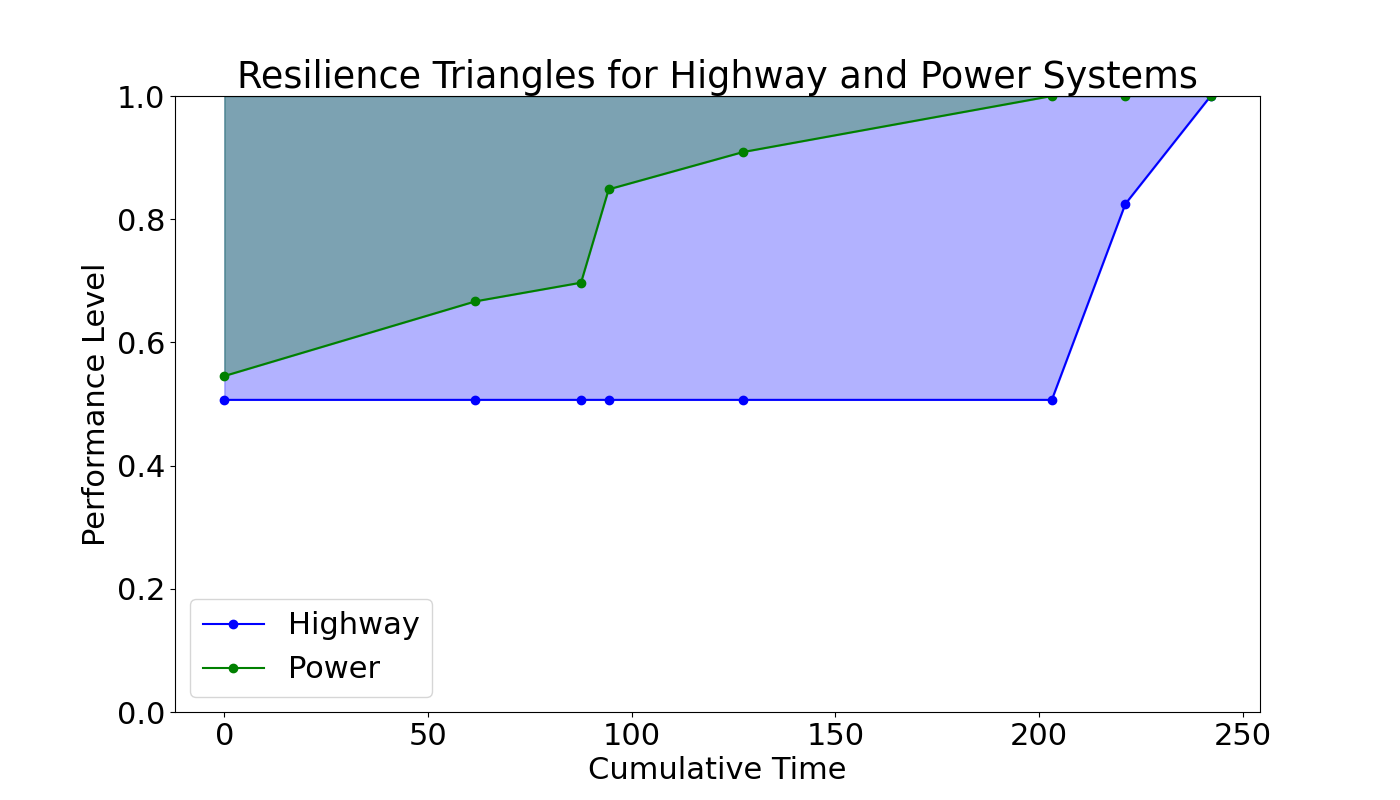 Resilience Triangles for Highway and Power Systems
1.0
0.8
0.6
0.4
0.2
0.0
Performance Level
Highway
Power
0 50 100 150 200 250
Cumulative Time